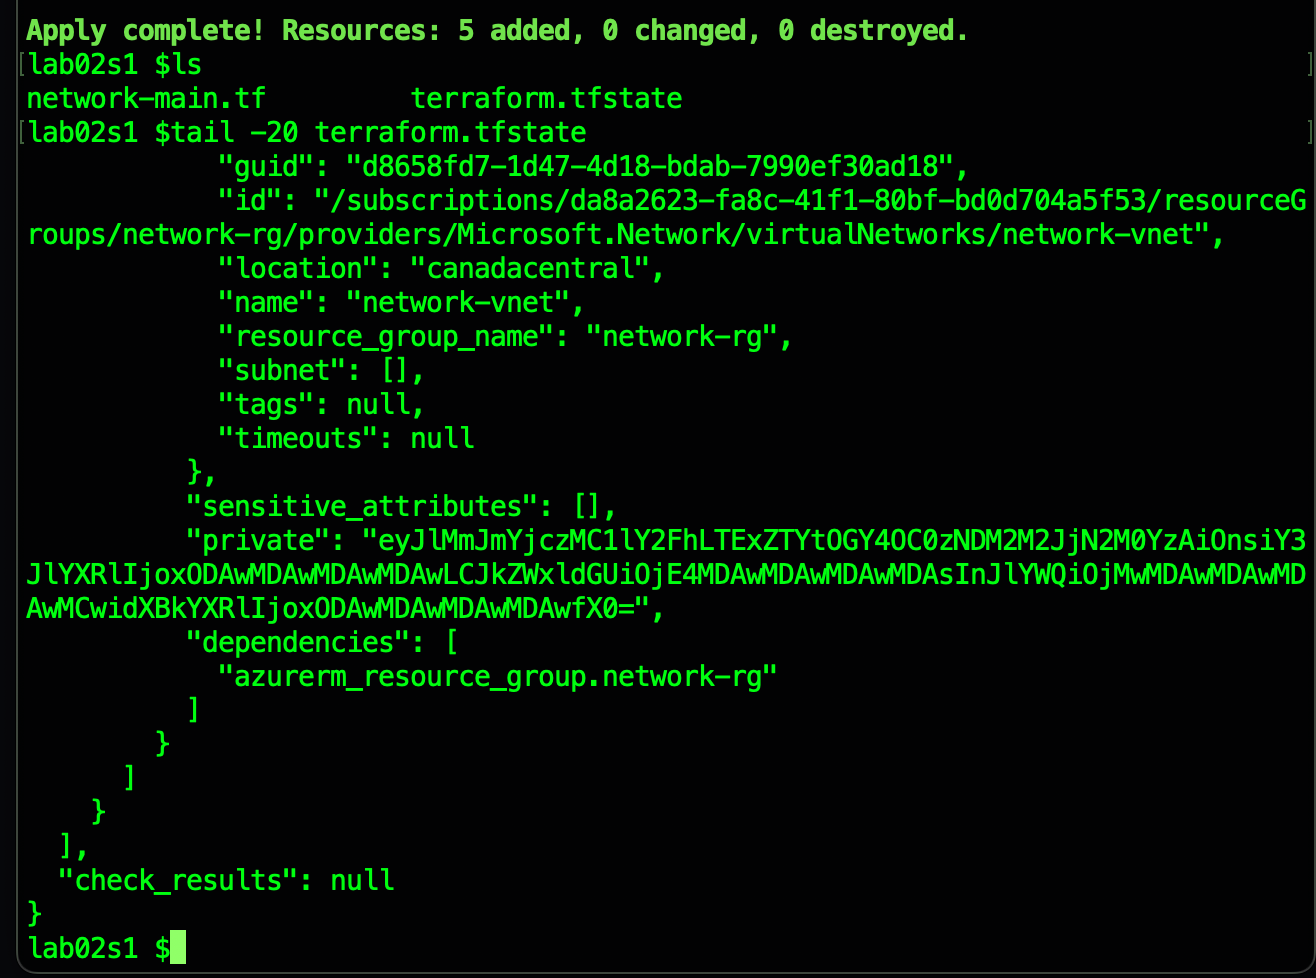 Apply complete! Resources: 5 added, 0 changed, 0 destroyed.
[lab02s1 $ls ]
network-main.tf         terraform.tfstate
[lab02s1 $tail -20 terraform.tfstate ]
            "guid": "d8658fd7-1d47-4d18-bdab-7990ef30ad18",
            "id": "/subscriptions/da8a2623-fa8c-41f1-80bf-bd0d704a5f53/resourceG
roups/network-rg/providers/Microsoft.Network/virtualNetworks/network-vnet",
            "location": "canadacentral",
            "name": "network-vnet",
            "resource_group_name": "network-rg",
            "subnet": [],
            "tags": null,
            "timeouts": null
          },
          "sensitive_attributes": [],
          "private": "eyJlMmJmYjczMC1lY2FhLTExZTYtOGY4OC0zNDM2M2JjN2M0YzAiOnsiY3
JlYXRlIjoxODAwMDAwMDAwMDAwLCJkZWxldGUiOjE4MDAwMDAwMDAwMDAsInJlYWQiOjMwMDAwMDAwMD
AwMCwidXBkYXRlIjoxODAwMDAwMDAwMDAwfX0=",
          "dependencies": [
            "azurerm_resource_group.network-rg"
          ]
        }
      ]
    }
  ],
  "check_results": null
}
lab02s1 $